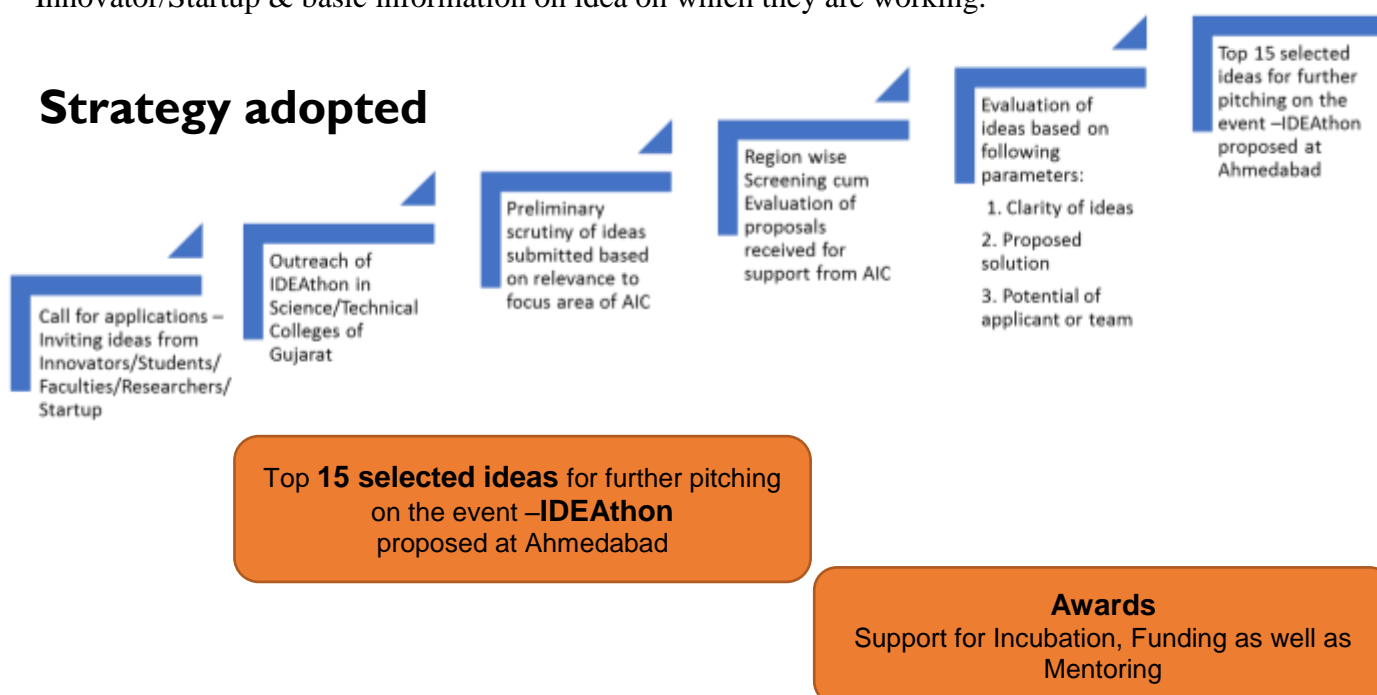 Innovator/Startup & basic information on idea on which they are working.
Strategy adopted
Call for applications –
Inviting ideas from
Innovators/Students/
Faculties/Researchers/
Startup
Outreach of
IDEAthon in
Science/Technical
Colleges of
Gujarat
Preliminary
scrutiny of ideas
submitted based
on relevance to
focus area of AIC
Region wise
Screening cum
Evaluation of
proposals
received for
support from AIC
Evaluation of
ideas based on
following
parameters:
1. Clarity of ideas
2. Proposed
solution
3. Potential of
applicant or team
Top 15 selected
ideas for further
pitching on the
event –IDEAthon
proposed at
Ahmedabad
Top 15 selected ideas for further pitching
on the event –IDEAthon
proposed at Ahmedabad
Awards
Support for Incubation, Funding as well as
Mentoring